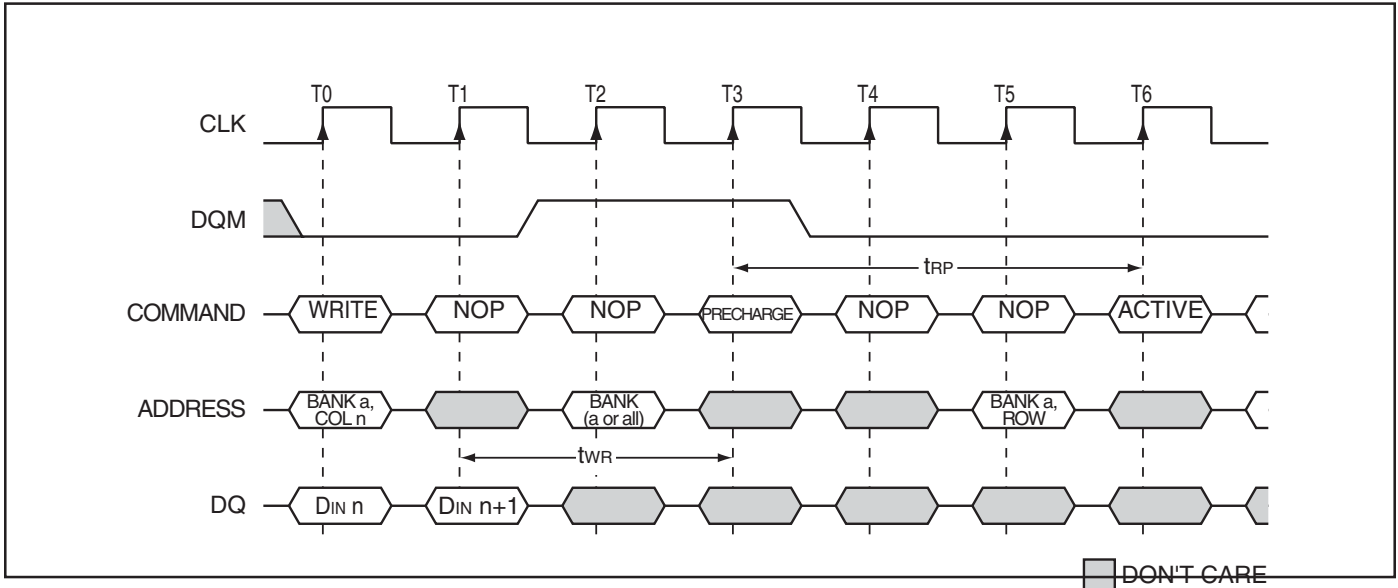 T0 T1 T2 T3 T4 T5 T6
CLK
DQM
tRP
COMMAND WRITE NOP NOP PRECHARGE NOP NOP ACTIVE
ADDRESS BANK a, COL n BANK (a or all) BANK a, ROW
tWR
DQ DIN n DIN n+1
DON'T CARE